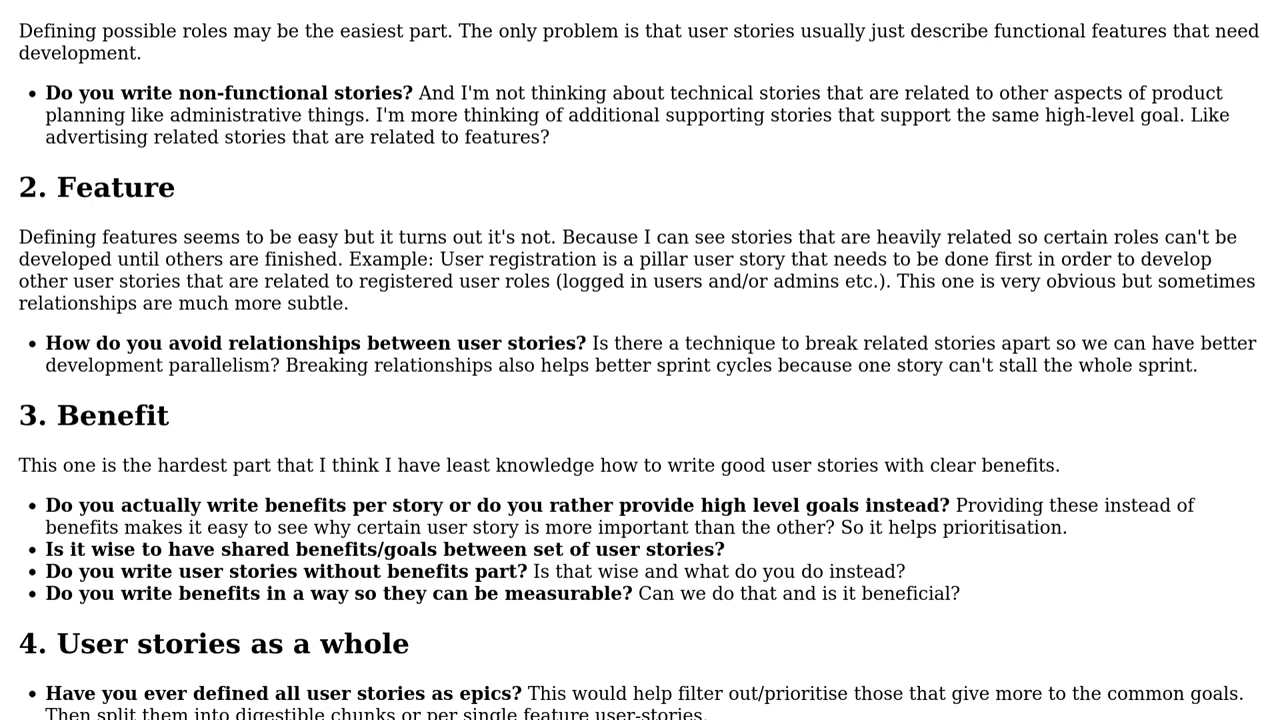 Defining possible roles may be the easiest part. The only problem is that user stories usually just describe functional features that need
development.
• Do you write non-functional stories? And I'm not thinking about technical stories that are related to other aspects of product
planning like administrative things. I'm more thinking of additional supporting stories that support the same high-level goal. Like
advertising related stories that are related to features?
2. Feature
Defining features seems to be easy but it turns out it's not. Because I can see stories that are heavily related so certain roles can't be
developed until others are finished. Example: User registration is a pillar user story that needs to be done first in order to develop
other user stories that are related to registered user roles (logged in users and/or admins etc.). This one is very obvious but sometimes
relationships are much more subtle.
• How do you avoid relationships between user stories? Is there a technique to break related stories apart so we can have better
development parallelism? Breaking relationships also helps better sprint cycles because one story can't stall the whole sprint.
3. Benefit
This one is the hardest part that I think I have least knowledge how to write good user stories with clear benefits.
• Do you actually write benefits per story or do you rather provide high level goals instead? Providing these instead of
benefits makes it easy to see why certain user story is more important than the other? So it helps prioritisation.
• Is it wise to have shared benefits/goals between set of user stories?
• Do you write user stories without benefits part? Is that wise and what do you do instead?
• Do you write benefits in a way so they can be measurable? Can we do that and is it beneficial?
4. User stories as a whole
• Have you ever defined all user stories as epics? This would help filter out/prioritise those that give more to the common goals.
Then split them into digestible chunks or per single feature user-stories.